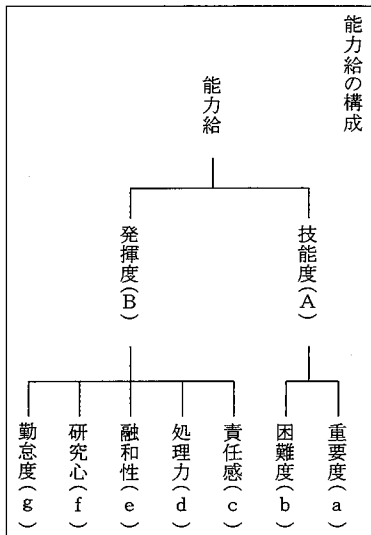 能力給の構成
能力給
技能度(A)
発揮度(B)
重要度(a)
困難度(b)
責任感(c)
処理力(d)
融和性(e)
研究心(f)
勤怠度(g)